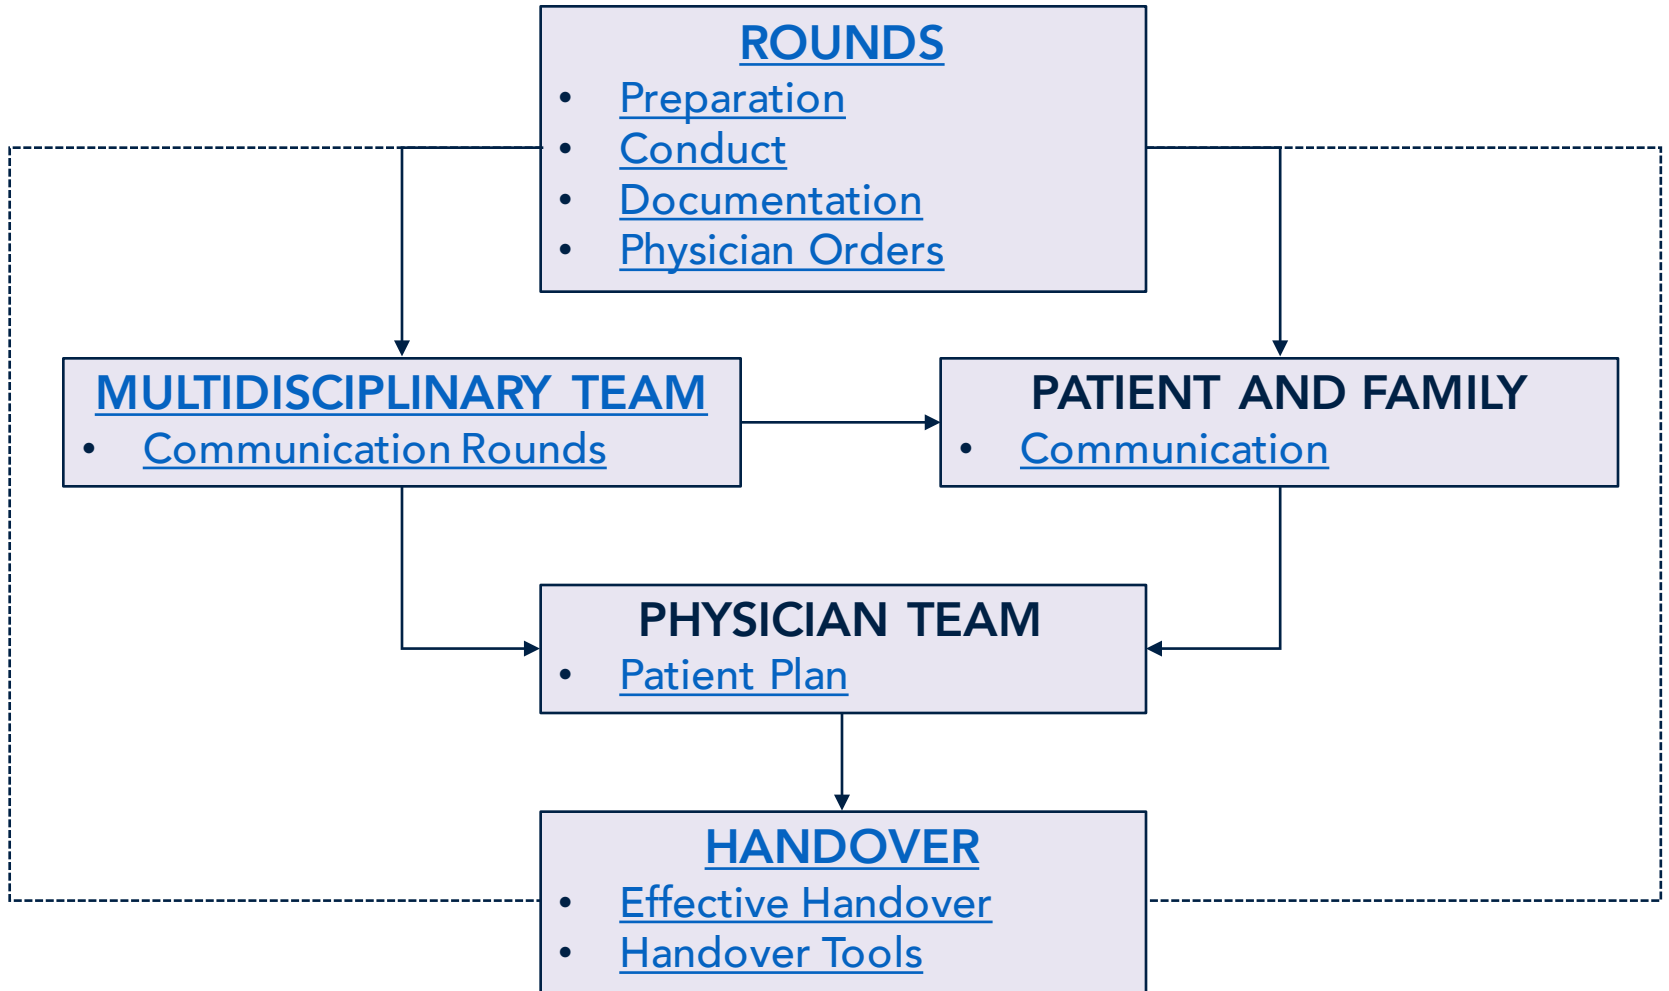 ROUNDS
• Preparation
• Conduct
• Documentation
• Physician Orders
MULTIDISCIPLINARY TEAM
• Communication Rounds
PATIENT AND FAMILY
• Communication
PHYSICIAN TEAM
• Patient Plan
HANDOVER
• Effective Handover
• Handover Tools